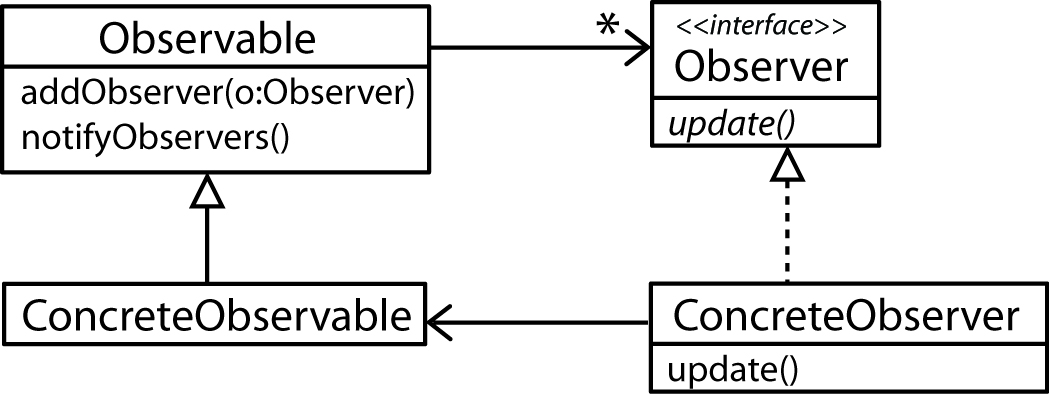 Observable
addObserver(o:Observer)
notifyObservers()
*
<<interface>>
Observer
update()
ConcreteObservable
ConcreteObserver
update()